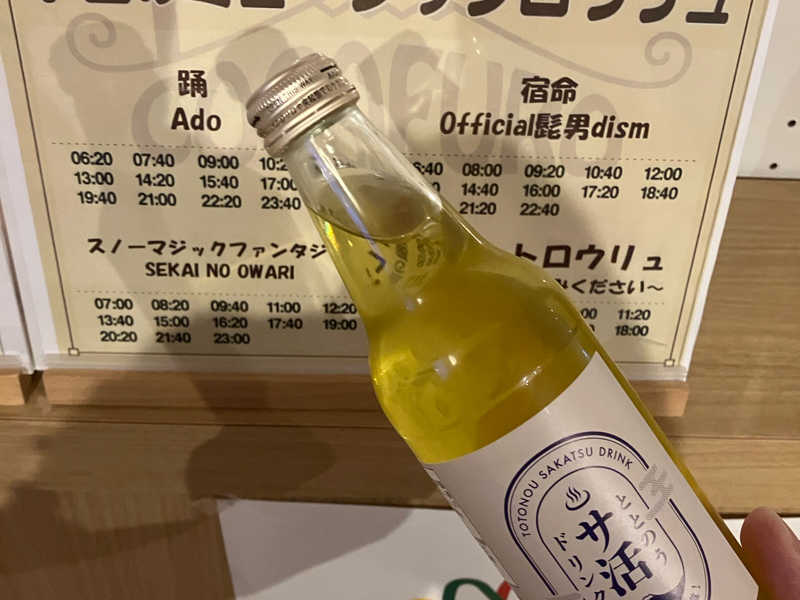 ロウリュ
踊
Ado
06:20 07:40 09:00
13:00 14:20 15:40 17:00
19:40 21:00 22:20 23:40
宿命
Official髭男dism
08:00 09:20 10:40 12:00
14:40 16:00 17:20 18:40
21:20 22:40
スノーマジックファンタジ
SEKAI NO OWARI
07:00 08:20 09:40 11:00 12:20
13:40 15:00 16:20 17:40 19:00
20:20 21:40 23:00
トロウリュ
ください〜
11:20
18:00
TOTONOU SAKATSU DRINK
ととのう
サ活
ドリンク